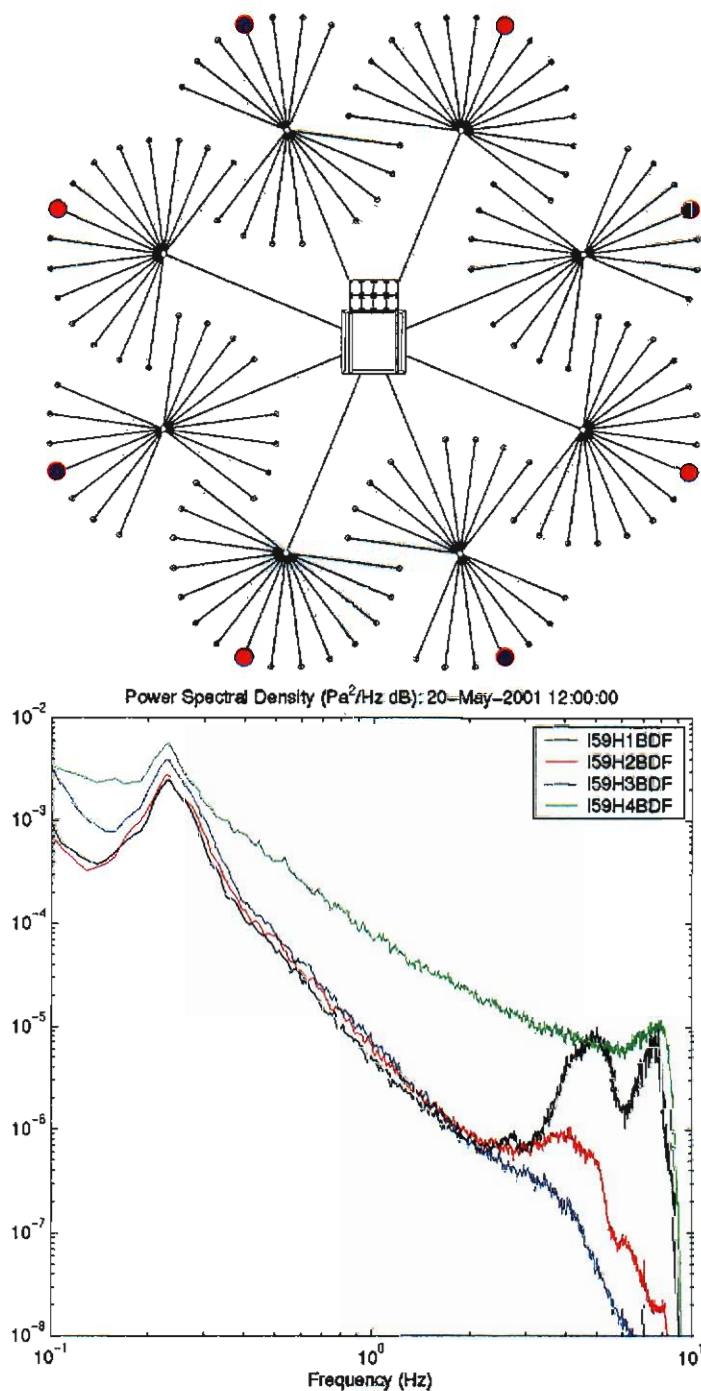 Power Spectral Density (Pa²/Hz dB): 20-May-2001 12:00:00
I59H1BDF
I59H2BDF
I59H3BDF
I59H4BDF
10⁻²
10⁻³
10⁻⁴
10⁻⁵
10⁻⁶
10⁻⁷
10⁻⁸
10⁻¹
10⁰
10¹
Frequency (Hz)